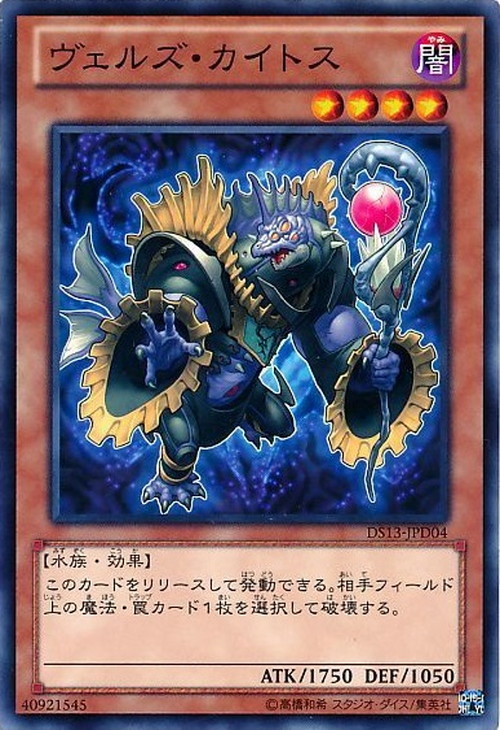 ヴェルズ・カイトス
闇
DS13-JPD04
【水族・効果】
このカードをリリースして発動できる。相手フィールド
上の魔法・罠カード1枚を選択して破壊する。
ATK/1750 DEF/1050
40921545
©高橋和希 スタジオ・ダイス/集英社